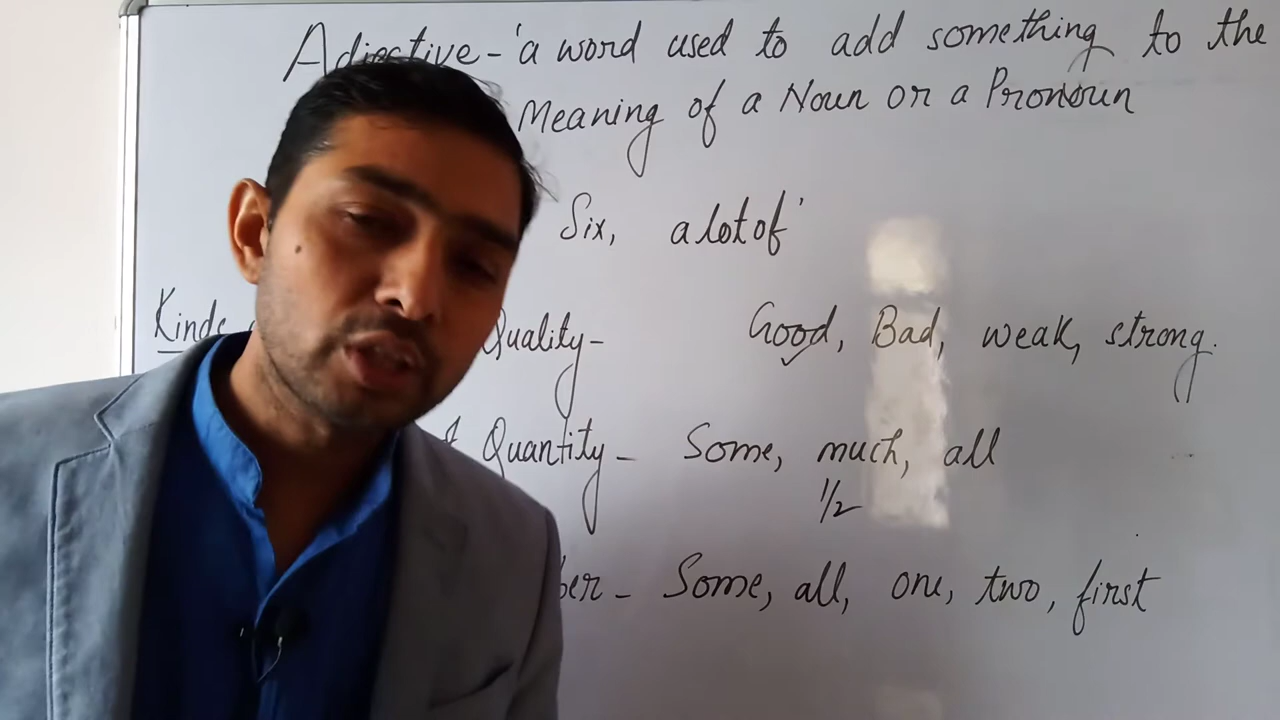 Adjective - 'a word used to add something to the
Meaning of a Noun or a Pronoun
Six, a lot of'
Kinds Quality - Good, Bad, weak, strong.
Quantity - Some, much, all
1/2
ber - Some, all, one, two, first